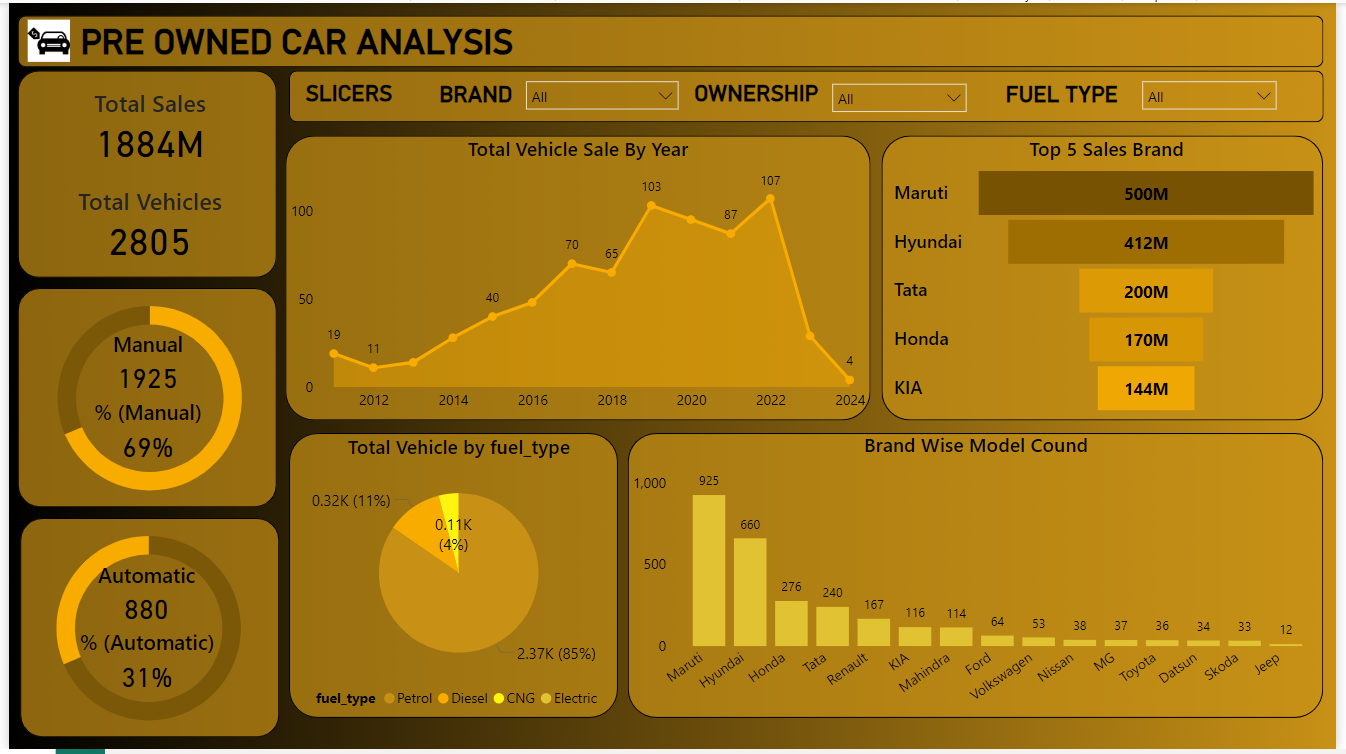 PRE OWNED CAR ANALYSIS
Total Sales
1884M
Total Vehicles
2805
SLICERS
BRAND
All
OWNERSHIP
All
FUEL TYPE
All
Total Vehicle Sale By Year
100
50
0
19
11
40
70
65
103
87
107
4
2012
2014
2016
2018
2020
2022
2024
Top 5 Sales Brand
Maruti
500M
Hyundai
412M
Tata
200M
Honda
170M
KIA
144M
Manual
1925
% (Manual)
69%
Automatic
880
% (Automatic)
31%
Total Vehicle by fuel_type
0.32K (11%)
0.11K
(4%)
2.37K (85%)
fuel_type Petrol Diesel CNG Electric
Brand Wise Model Cound
1,000
500
0
925
660
276
240
167
116
114
64
53
38
37
36
34
33
12
Maruti
Hyundai
Honda
Tata
Renault
KIA
Mahindra
Ford
Volkswagen
Nissan
MG
Toyota
Datsun
Skoda
Jeep